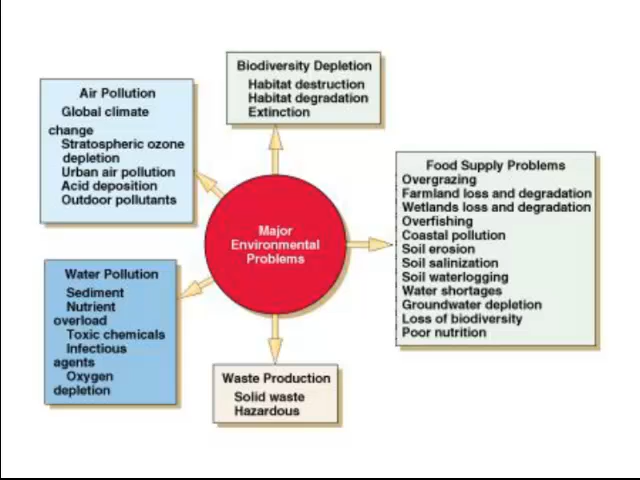 Biodiversity Depletion
Habitat destruction
Habitat degradation
Extinction
Air Pollution
Global climate
change
Stratospheric ozone
depletion
Urban air pollution
Acid deposition
Outdoor pollutants
Food Supply Problems
Overgrazing
Farmland loss and degradation
Wetlands loss and degradation
Overfishing
Coastal pollution
Soil erosion
Soil salinization
Soil waterlogging
Water shortages
Groundwater depletion
Loss of biodiversity
Poor nutrition
Major
Environmental
Problems
Water Pollution
Sediment
Nutrient
overload
Toxic chemicals
Infectious
agents
Oxygen
depletion
Waste Production
Solid waste
Hazardous